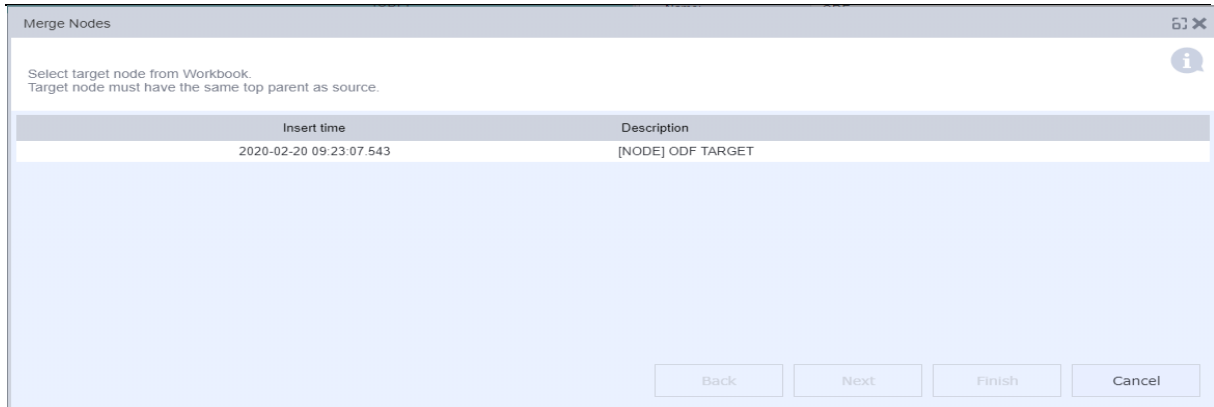 Merge Nodes
Select target node from Workbook.
Target node must have the same top parent as source.
Insert time Description
2020-02-20 09:23:07.543 [NODE] ODF TARGET
Back Next Finish Cancel